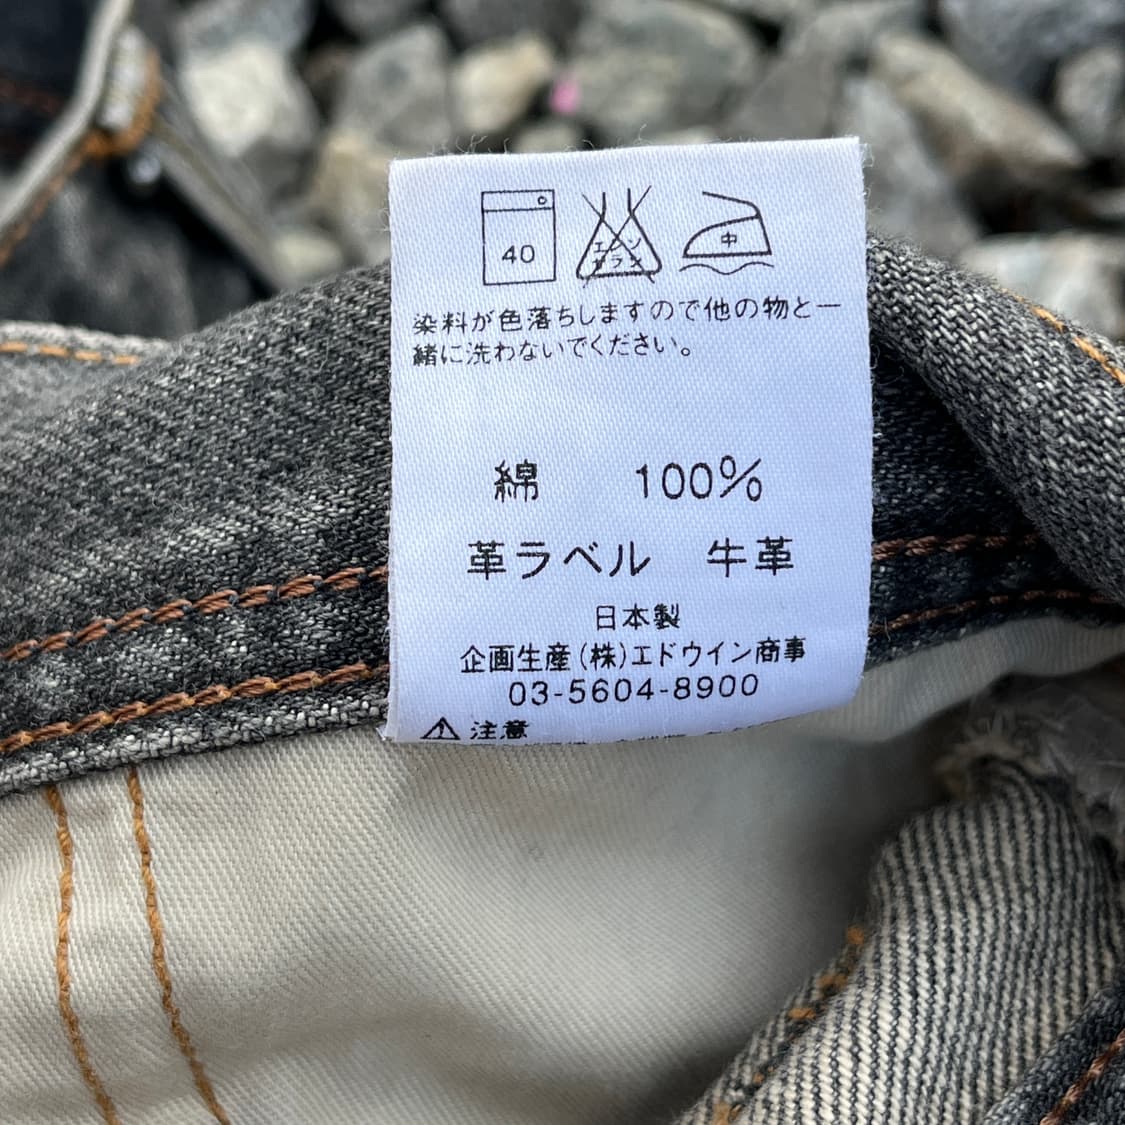 40
エンソ
サラシ
中
染料が色落ちしますので他の物と一
緒に洗わないでください。
綿 100%
革ラベル 牛革
日本製
企画生産(株)エドウイン商事
03-5604-8900
⚠注意